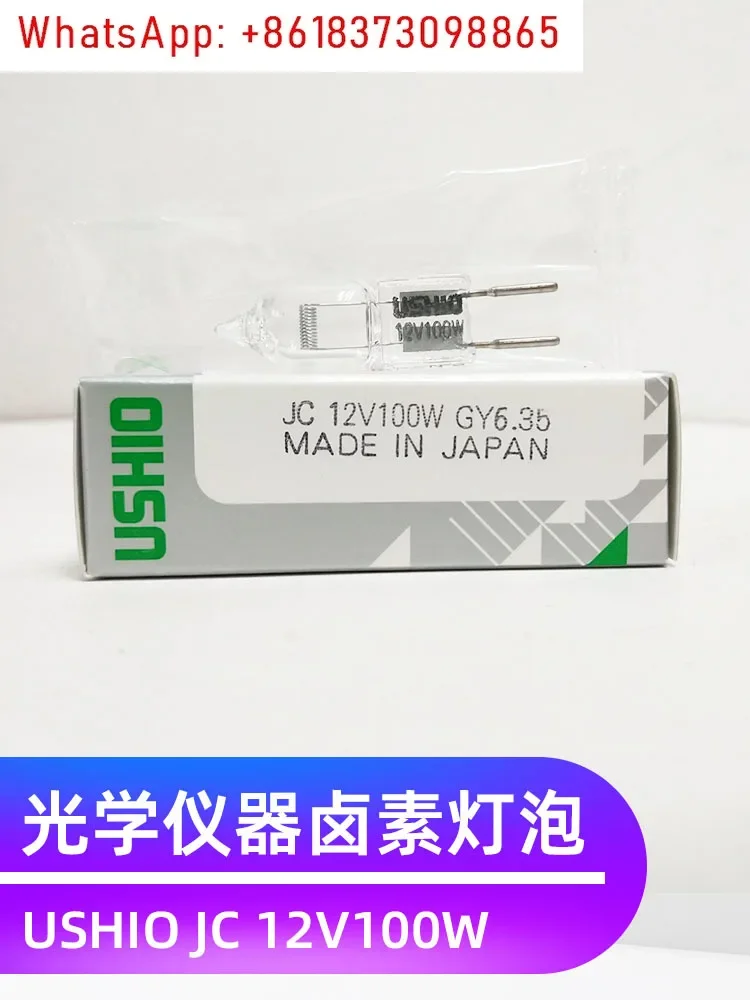 WhatsApp: +8618373098865
USHIO
12V100W
JC 12V100W GY6.35
MADE IN JAPAN
USHIO
光学仪器卤素灯泡
USHIO JC 12V100W